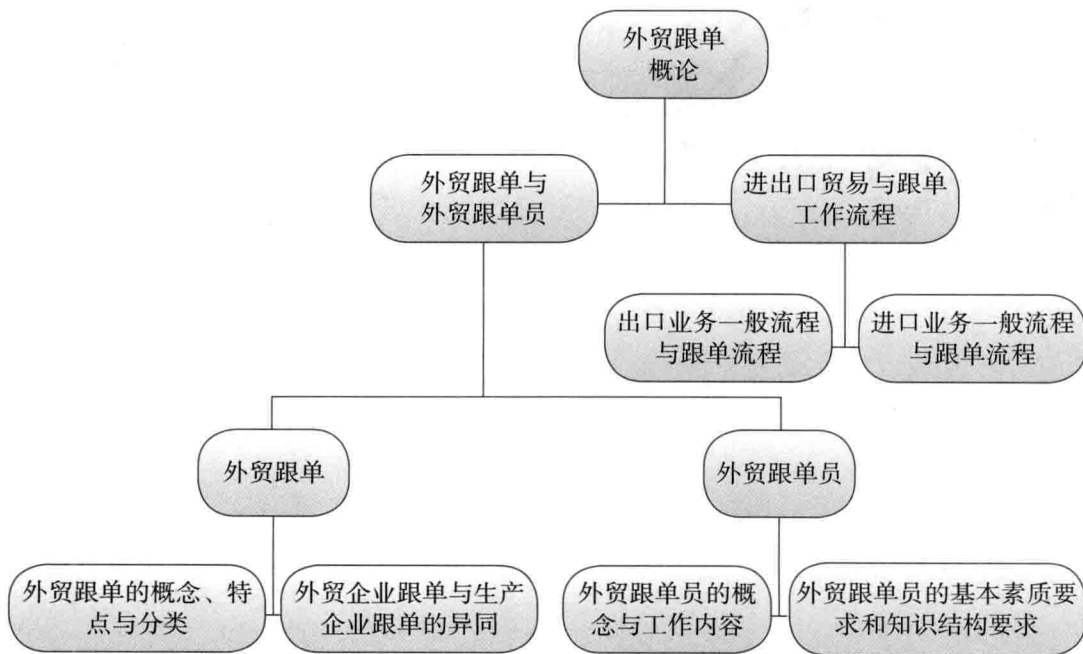 外贸跟单
概论
外贸跟单与
外贸跟单员
进出口贸易与跟单
工作流程
出口业务一般流程
与跟单流程
进口业务一般流程
与跟单流程
外贸跟单
外贸跟单员
外贸跟单的概念、特
点与分类
外贸企业跟单与生产
企业跟单的异同
外贸跟单员的概
念与工作内容
外贸跟单员的基本素质要
求和知识结构要求